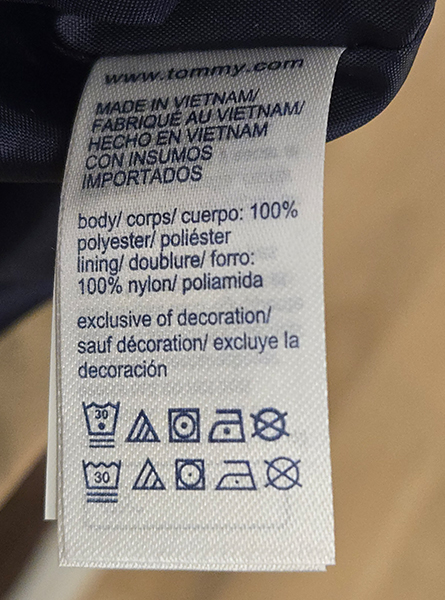 www.tommy.com
MADE IN VIETNAM/
FABRIQUÉ AU VIETNAM/
HECHO EN VIETNAM
CON INSUMOS
IMPORTADOS
body/ corps/ cuerpo: 100%
polyester/ poliéster
lining/ doublure/ forro:
100% nylon/ poliamida
exclusive of decoration/
sauf décoration/ excluye la
decoración
30
30